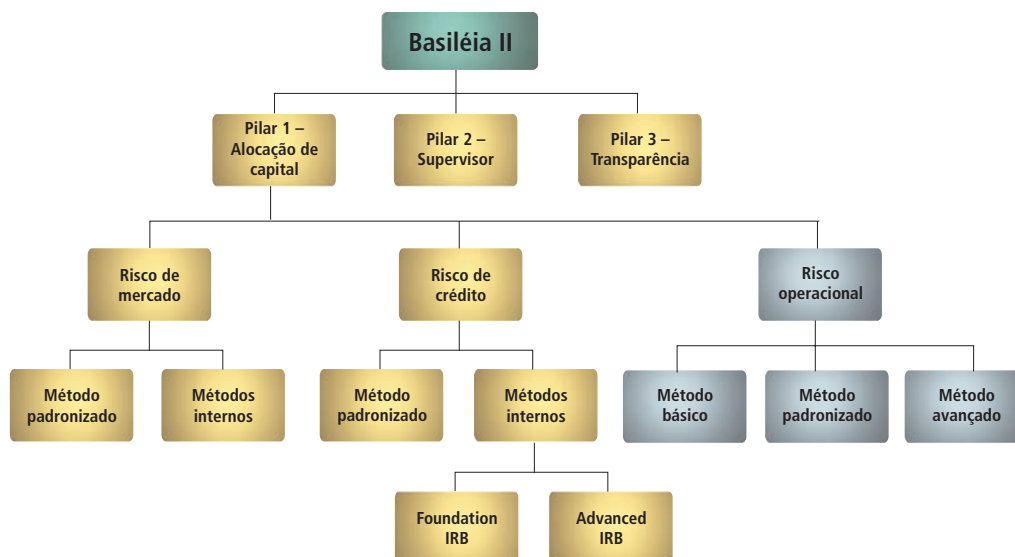 Basiléia II
Pilar 1 –
Alocação de
capital
Pilar 2 –
Supervisor
Pilar 3 –
Transparência
Risco de
mercado
Risco de
crédito
Risco
operacional
Método
padronizado
Métodos
internos
Método
padronizado
Métodos
internos
Método
básico
Método
padronizado
Método
avançado
Foundation
IRB
Advanced
IRB